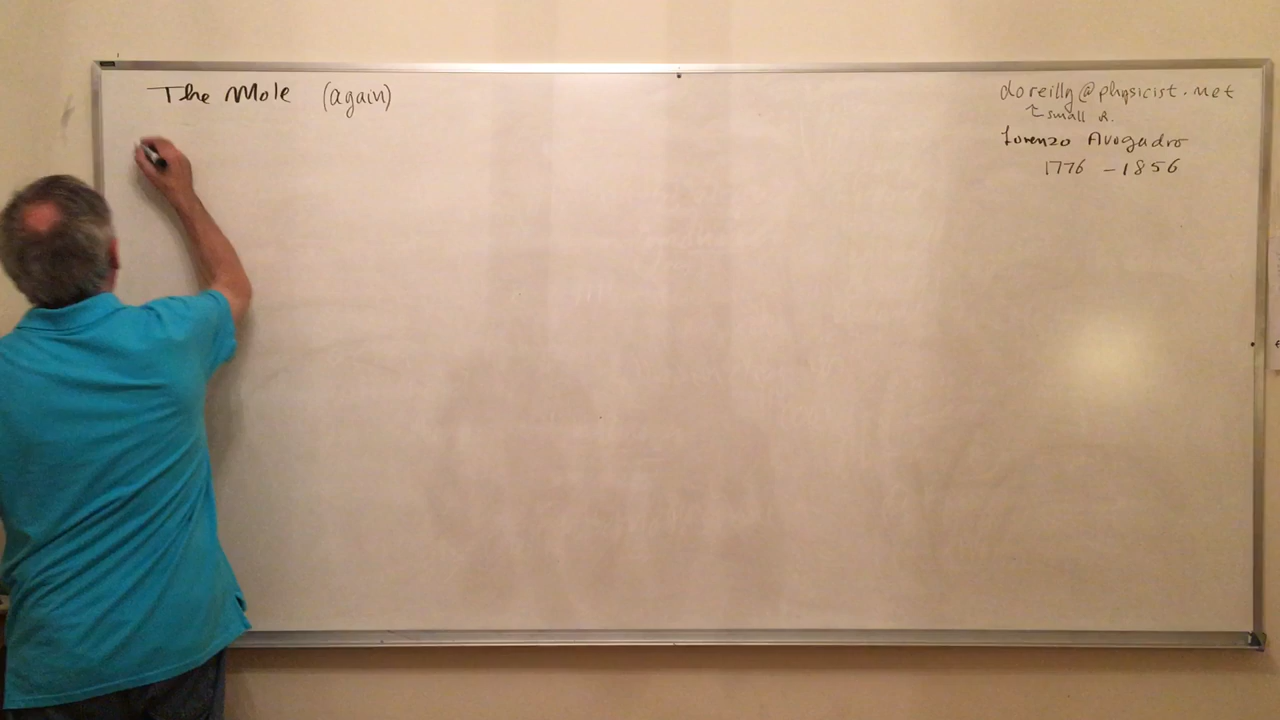 The Mole (again)
doreilly@physicist.net
small r.
Lorenzo Avogadro
1776 - 1856